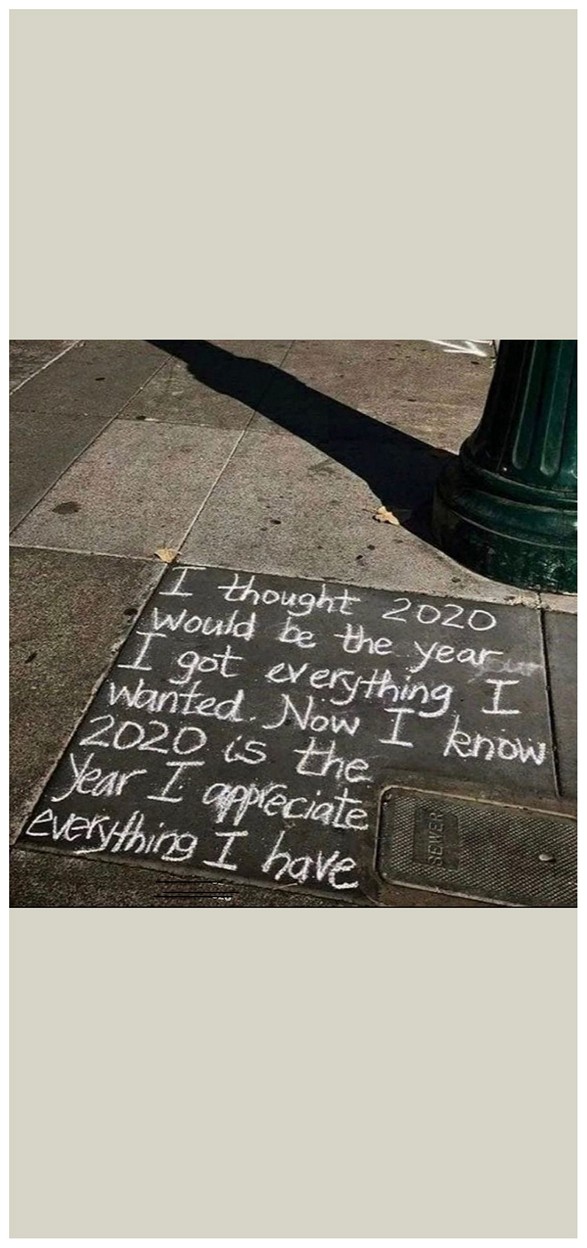 I thought 2020
would be the year
I got everything I
wanted. Now I know
2020 is the
year I appreciate
everything I have
SEWER